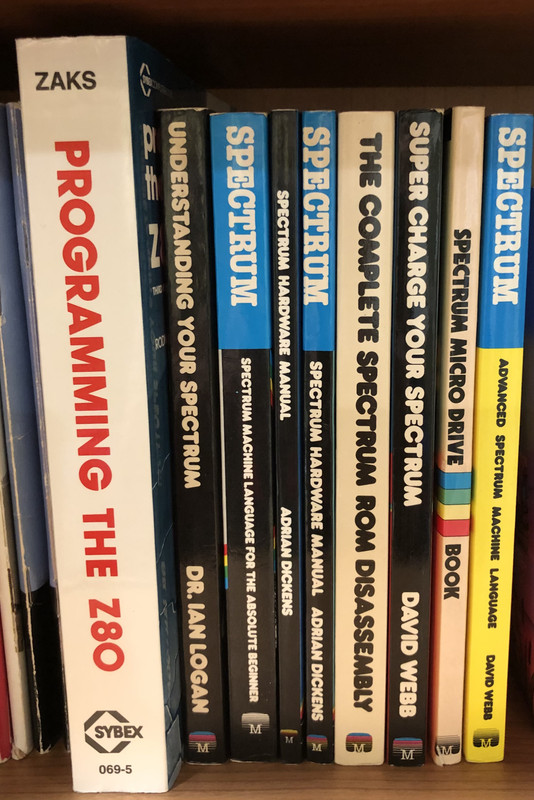 ZAKS
PROGRAMMING THE Z80
SYBEX
069-5
UNDERSTANDING YOUR SPECTRUM
DR. IAN LOGAN
M
SPECTRUM
SPECTRUM MACHINE LANGUAGE FOR THE ABSOLUTE BEGINNER
M
SPECTRUM HARDWARE MANUAL
ADRIAN DICKENS
M
SPECTRUM
SPECTRUM HARDWARE MANUAL ADRIAN DICKENS
M
THE COMPLETE SPECTRUM ROM DISASSEMBLY
M
SUPER CHARGE YOUR SPECTRUM
DAVID WEBB
M
SPECTRUM MICRO DRIVE
BOOK
M
SPECTRUM
ADVANCED SPECTRUM MACHINE LANGUAGE
DAVID WEBB
M